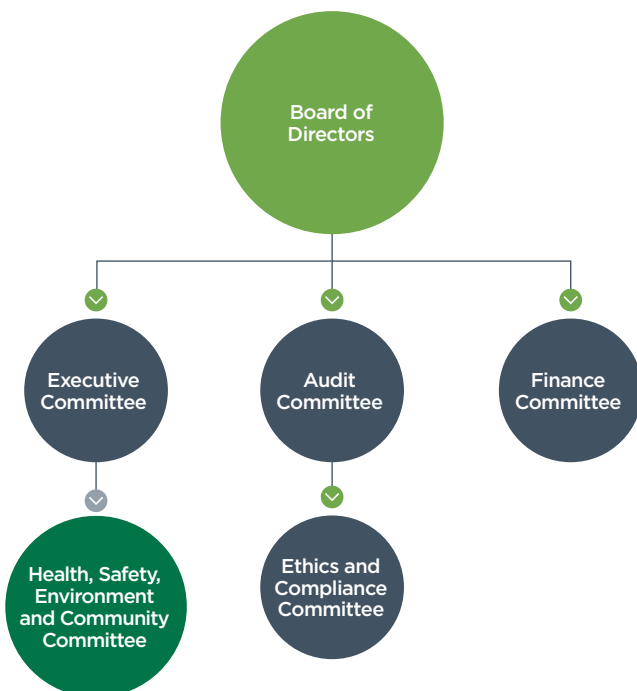 Board of
Directors
Executive
Committee
Audit
Committee
Finance
Committee
Health, Safety,
Environment
and Community
Committee
Ethics and
Compliance
Committee